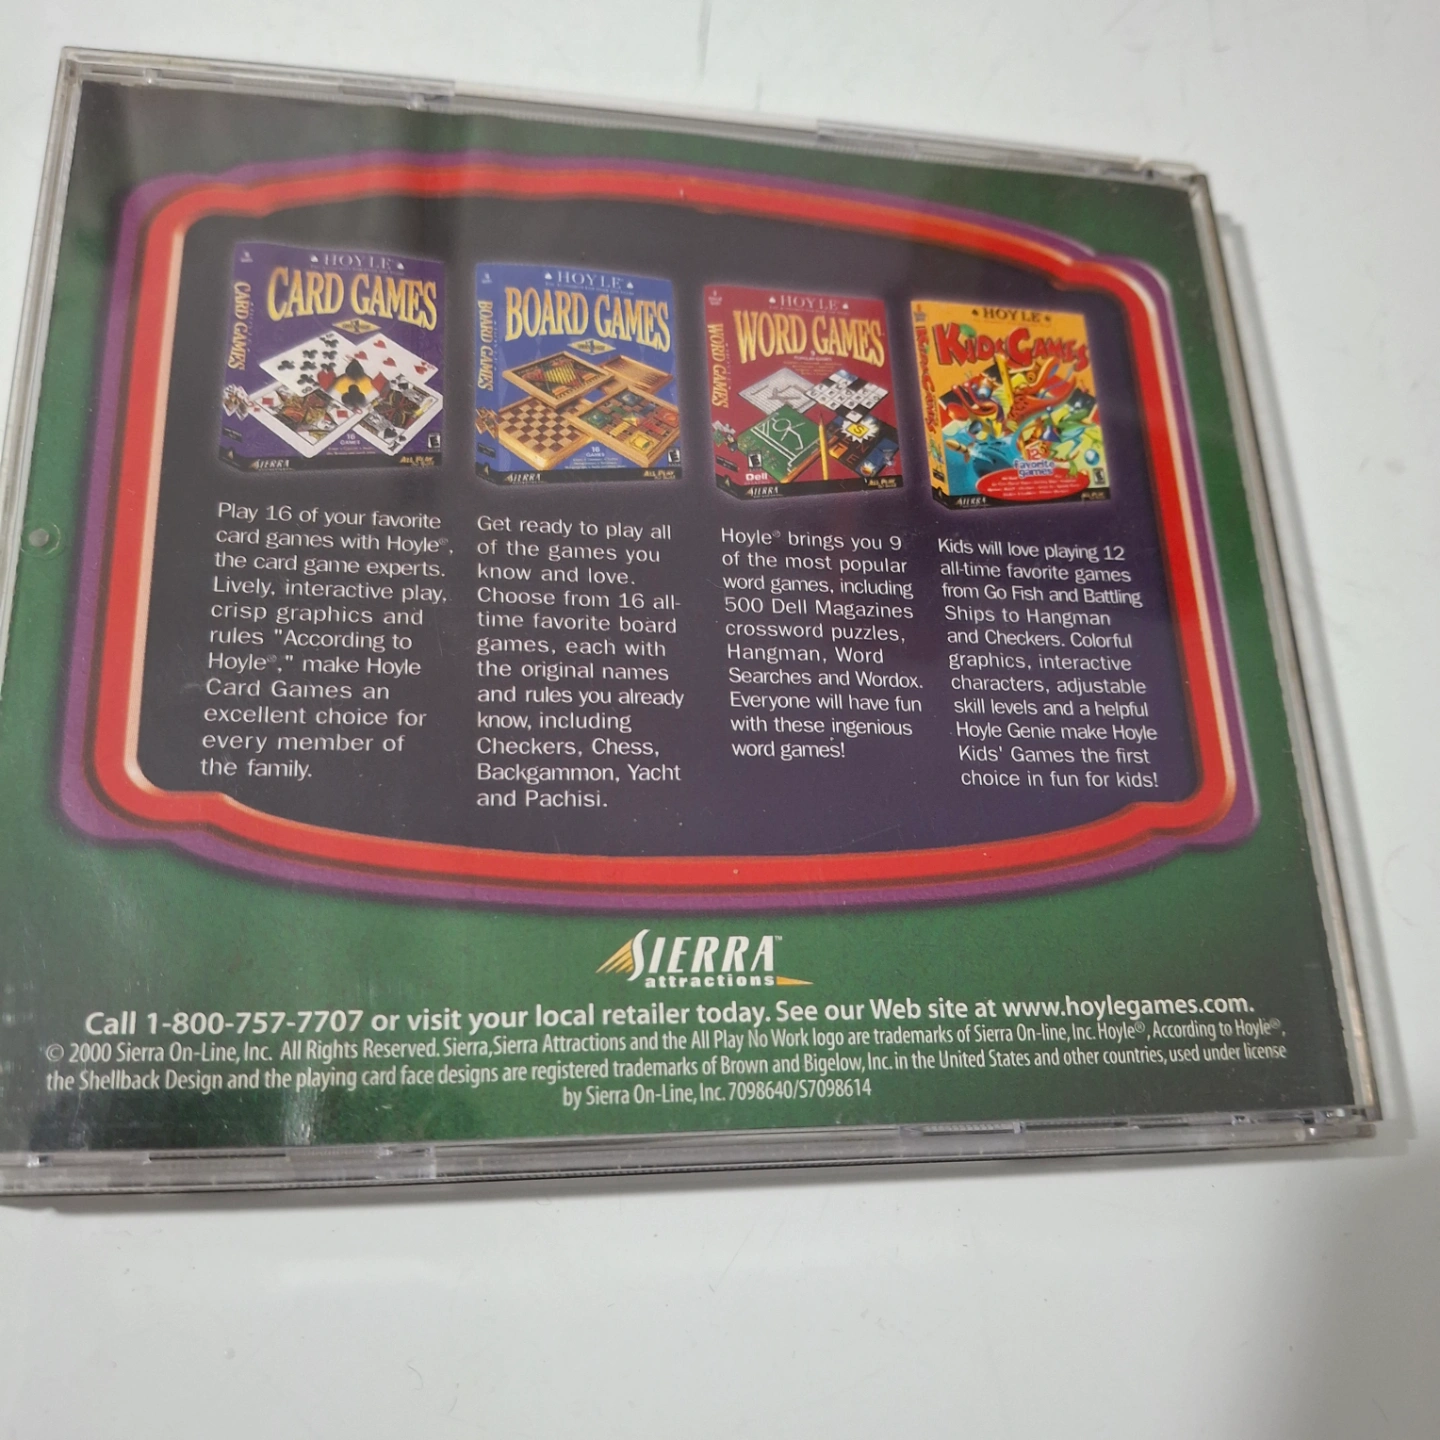 HOYLE
CARD GAMES
CARD GAMES
16
GAMES
SIERRA
HOYLE
BOARD GAMES
BOARD GAMES
16
GAMES
SIERRA
HOYLE
WORD GAMES
WORD GAMES
Dell
SIERRA
HOYLE
KIDS GAMES
12
favorite
games
SIERRA
Play 16 of your favorite
card games with Hoyle®,
the card game experts.
Lively, interactive play,
crisp graphics and
rules "According to
Hoyle®," make Hoyle
Card Games an
excellent choice for
every member of
the family.
Get ready to play all
of the games you
know and love.
Choose from 16 all-
time favorite board
games, each with
the original names
and rules you already
know, including
Checkers, Chess,
Backgammon, Yacht
and Pachisi.
Hoyle® brings you 9
of the most popular
word games, including
500 Dell Magazines
crossword puzzles,
Hangman, Word
Searches and Wordox.
Everyone will have fun
with these ingenious
word games!
Kids will love playing 12
all-time favorite games
from Go Fish and Battling
Ships to Hangman
and Checkers. Colorful
graphics, interactive
characters, adjustable
skill levels and a helpful
Hoyle Genie make Hoyle
Kids' Games the first
choice in fun for kids!
SIERRA™
attractions
Call 1-800-757-7707 or visit your local retailer today. See our Web site at www.hoylegames.com.
© 2000 Sierra On-Line, Inc. All Rights Reserved. Sierra, Sierra Attractions and the All Play No Work logo are trademarks of Sierra On-line, Inc. Hoyle®, According to Hoyle®,
the Shellback Design and the playing card face designs are registered trademarks of Brown and Bigelow, Inc. in the United States and other countries, used under license
by Sierra On-Line, Inc. 7098640/S7098614